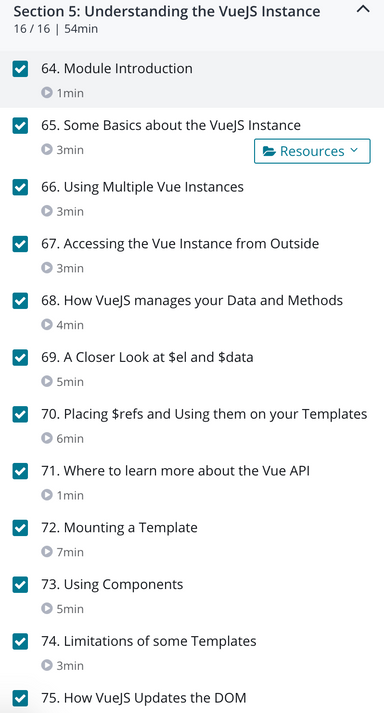 Section 5: Understanding the VueJS Instance
16 / 16 | 54min
64. Module Introduction
1min
65. Some Basics about the VueJS Instance
3min
Resources
66. Using Multiple Vue Instances
3min
67. Accessing the Vue Instance from Outside
3min
68. How VueJS manages your Data and Methods
4min
69. A Closer Look at $el and $data
5min
70. Placing $refs and Using them on your Templates
6min
71. Where to learn more about the Vue API
1min
72. Mounting a Template
7min
73. Using Components
5min
74. Limitations of some Templates
3min
75. How VueJS Updates the DOM